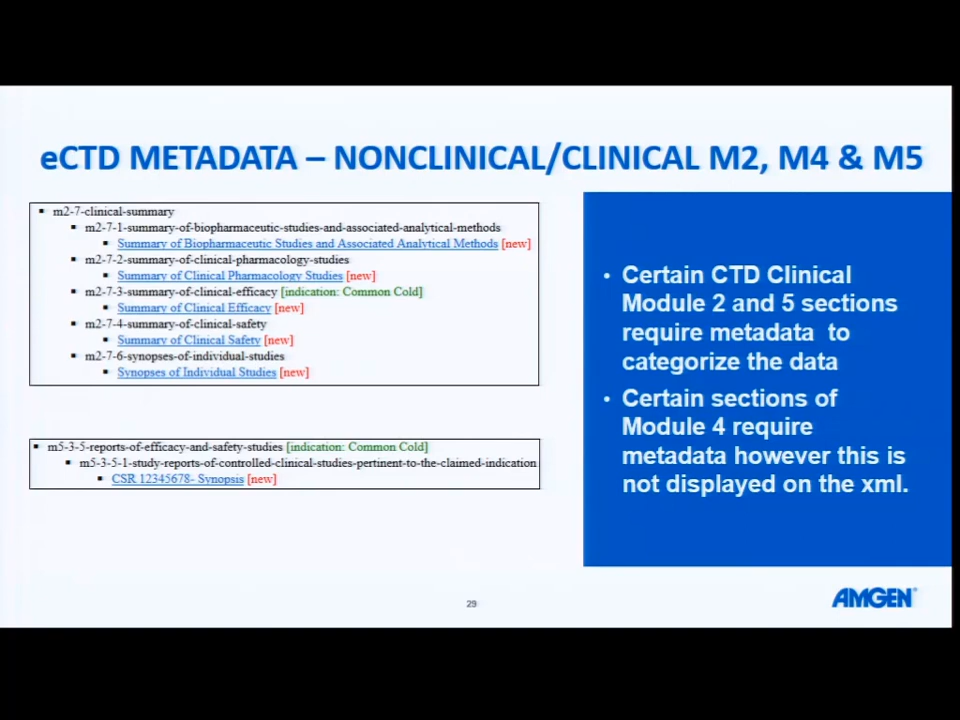 eCTD METADATA – NONCLINICAL/CLINICAL M2, M4 & M5
▪ m2-7-clinical-summary
▪ m2-7-1-summary-of-biopharmaceutic-studies-and-associated-analytical-methods
▪ Summary of Biopharmaceutic Studies and Associated Analytical Methods [new]
▪ m2-7-2-summary-of-clinical-pharmacology-studies
▪ Summary of Clinical Pharmacology Studies [new]
▪ m2-7-3-summary-of-clinical-efficacy [indication: Common Cold]
▪ Summary of Clinical Efficacy [new]
▪ m2-7-4-summary-of-clinical-safety
▪ Summary of Clinical Safety [new]
▪ m2-7-6-synopses-of-individual-studies
▪ Synopses of Individual Studies [new]
▪ m5-3-5-reports-of-efficacy-and-safety-studies [indication: Common Cold]
▪ m5-3-5-1-study-reports-of-controlled-clinical-studies-pertinent-to-the-claimed-indication
▪ CSR 12345678- Synopsis [new]
• Certain CTD Clinical
Module 2 and 5 sections
require metadata to
categorize the data
• Certain sections of
Module 4 require
metadata however this is
not displayed on the xml.
29
AMGEN®